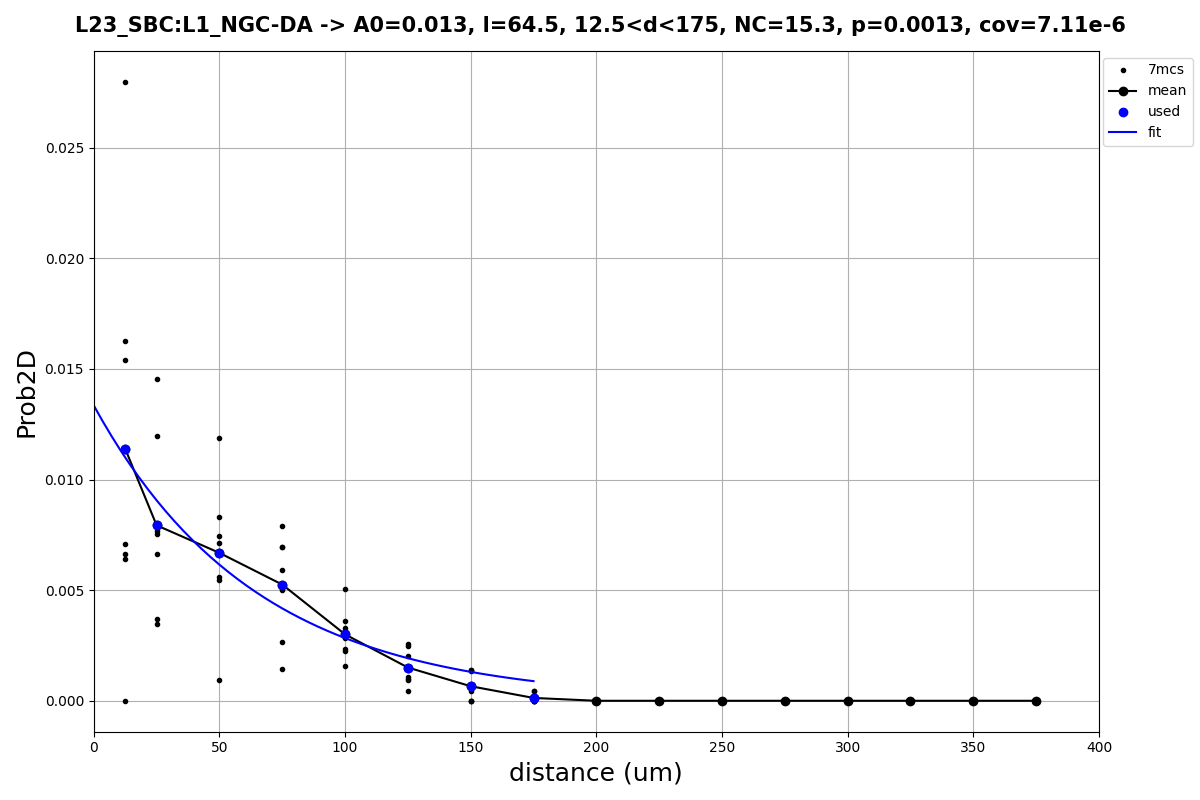 L23_SBC:L1_NGC-DA -> A0=0.013, l=64.5, 12.5<d<175, NC=15.3, p=0.0013, cov=7.11e-6
7mcs
mean
used
fit
0.025
0.020
0.015
0.010
0.005
0.000
Prob2D
0 50 100 150 200 250 300 350 400
distance (um)